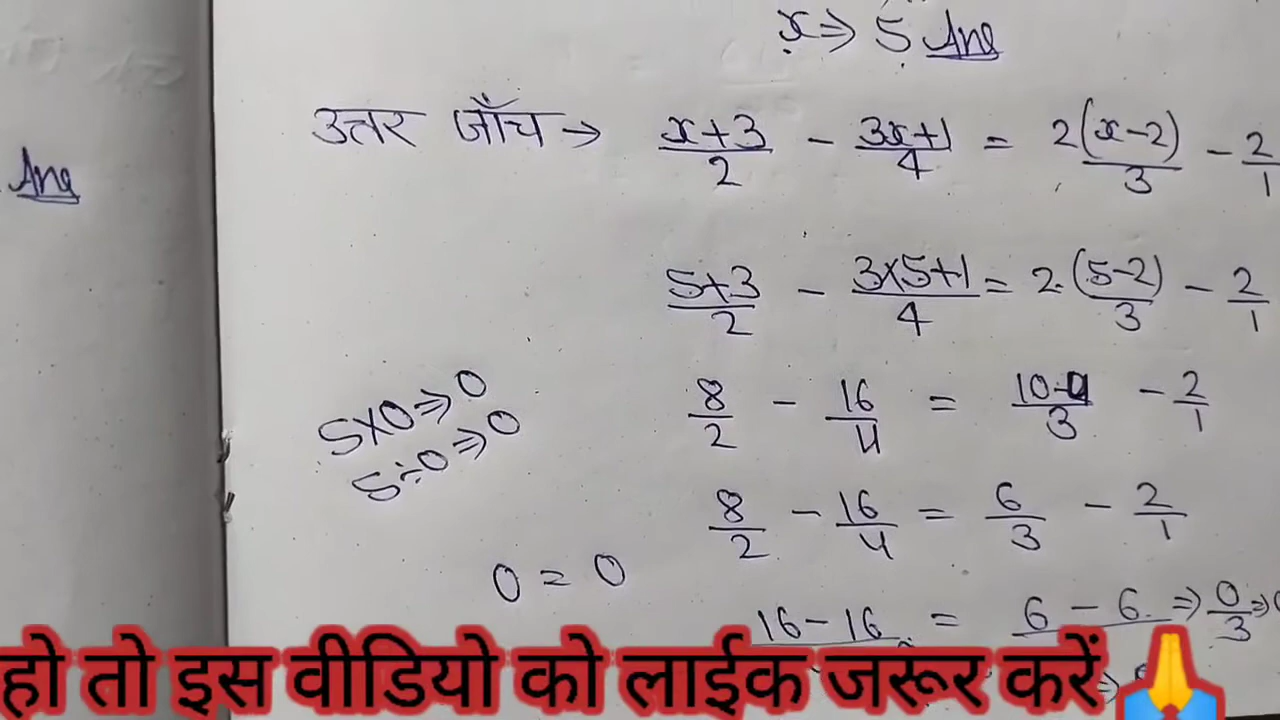 x ⇒ 5 Ans
Ans
उत्तर जाँच → x+3/2 - 3x+1/4 = 2(x-2)/3 - 2/1
5+3/2 - 3×5+1/4 = 2.(5-2)/3 - 2/1
5×0 ⇒ 0
5÷0 ⇒ 0
8/2 - 16/4 = 10-4/3 - 2/1
8/2 - 16/4 = 6/3 - 2/1
0 = 0
16-16 = 6-6 ⇒ 0/3 ⇒
हो तो इस वीडियो को लाईक जरूर करें 🙏